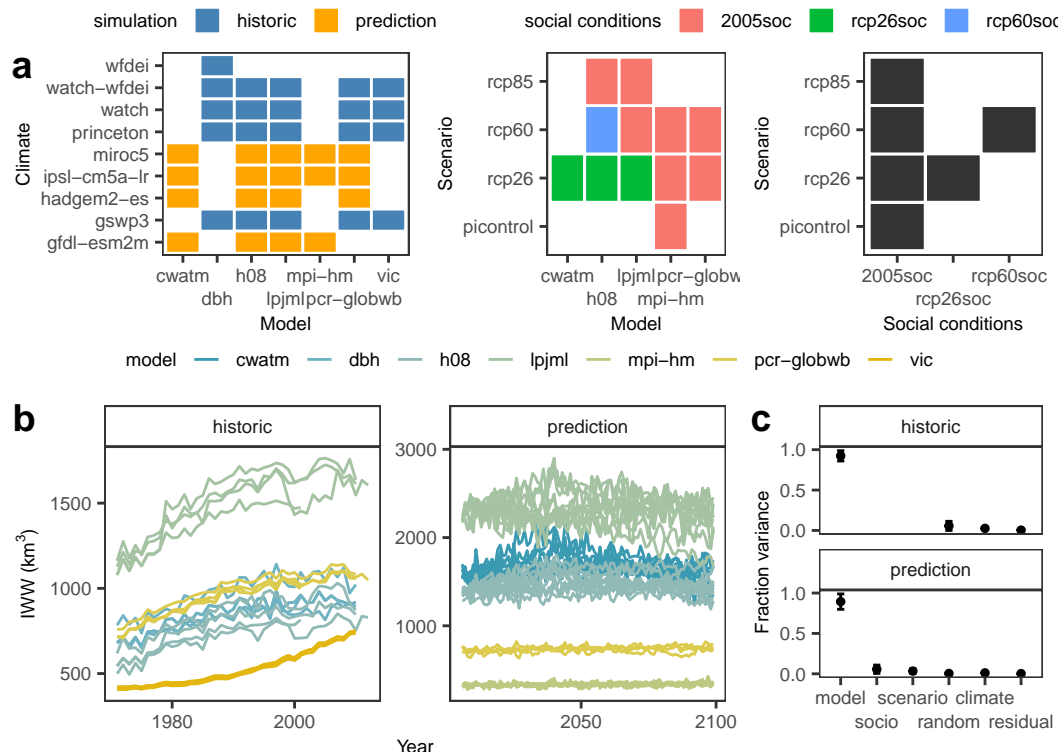 simulation historic prediction
social conditions 2005soc rcp26soc rcp60soc
a
Climate
wfdei
watch-wfdei
watch
princeton
miroc5
ipsl-cm5a-lr
hadgem2-es
gswp3
gfdl-esm2m
cwatm h08 mpi-hm vic
dbh lpjml pcr-globwb
Model
Scenario
rcp85
rcp60
rcp26
picontrol
cwatm lpjml pcr-globw
h08 mpi-hm
Model
Scenario
rcp85
rcp60
rcp26
picontrol
2005soc rcp60soc
rcp26soc
Social conditions
model cwatm dbh h08 lpjml mpi-hm pcr-globwb vic
b
historic
prediction
IWW (km³)
1500
1000
500
1980 2000
3000
2000
1000
2050 2100
Year
c
historic
Fraction variance
1.0
0.5
0.0
prediction
1.0
0.5
0.0
model scenario climate
socio random residual